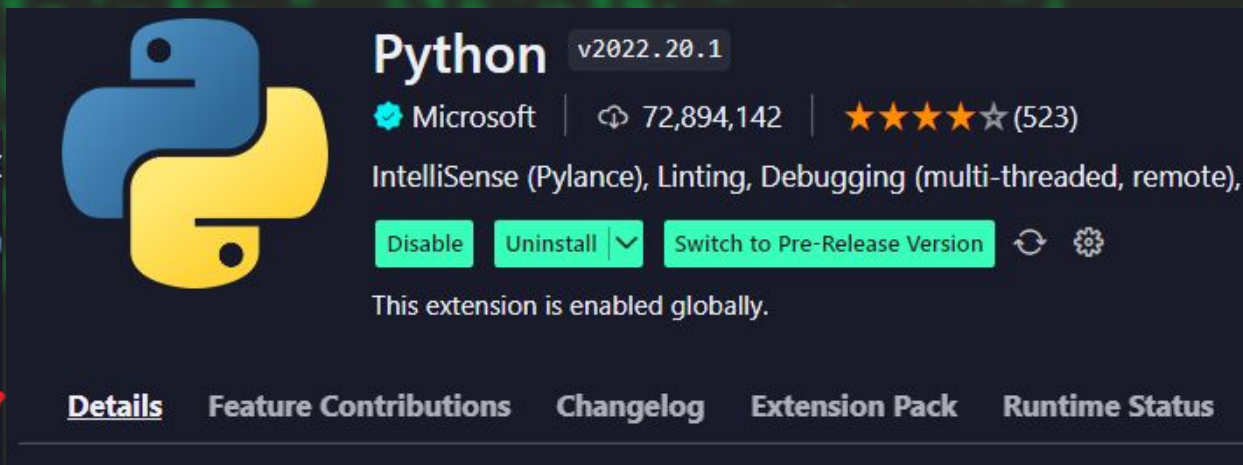 Python v2022.20.1
Microsoft 72,894,142 (523)
IntelliSense (Pylance), Linting, Debugging (multi-threaded, remote),
Disable Uninstall Switch to Pre-Release Version
This extension is enabled globally.
Details Feature Contributions Changelog Extension Pack Runtime Status